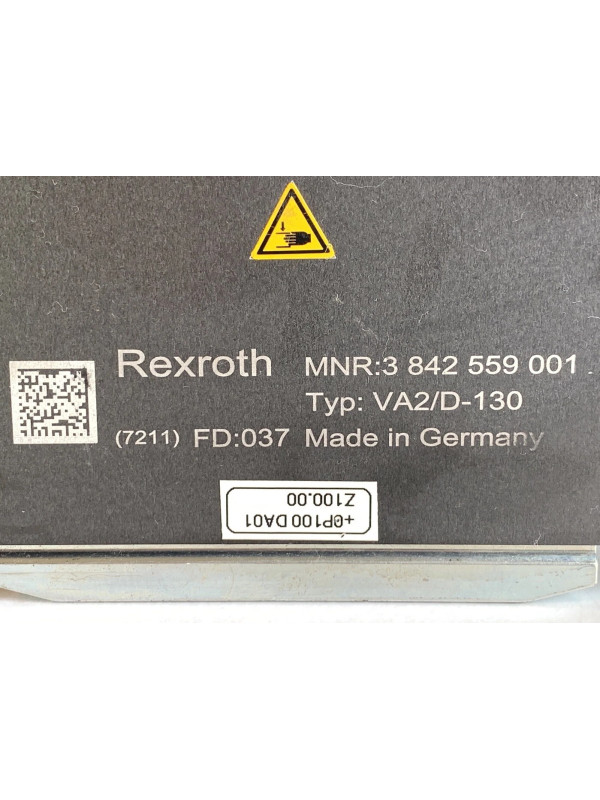 Rexroth MNR:3 842 559 001
Typ: VA2/D-130
(7211) FD:037 Made in Germany
+0P100 DA01
Z100.00